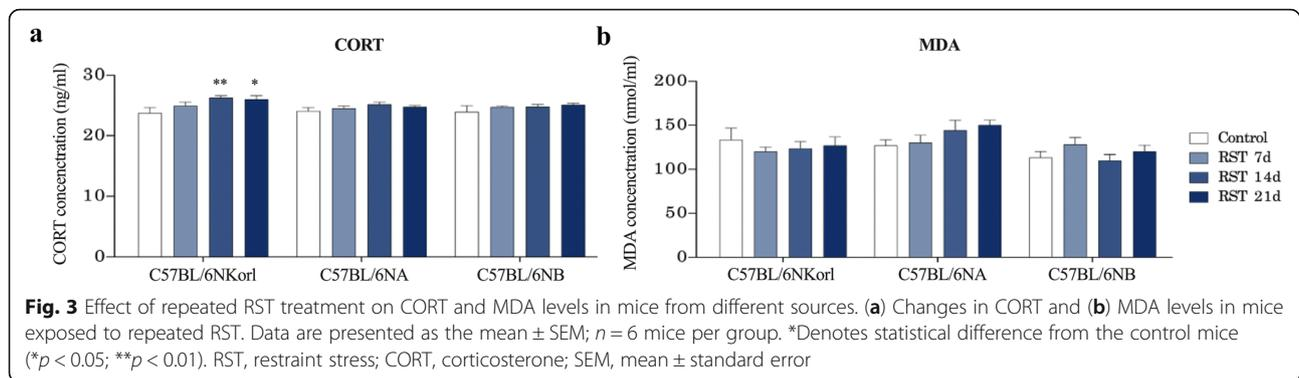 a
CORT
CORT concenctration (ng/ml)
30
20
10
0
** *
C57BL/6NKorl C57BL/6NA C57BL/6NB
b
MDA
MDA concenctration (nmol/ml)
200
150
100
50
0
C57BL/6NKorl C57BL/6NA C57BL/6NB
Control
RST 7d
RST 14d
RST 21d
Fig. 3 Effect of repeated RST treatment on CORT and MDA levels in mice from different sources. (a) Changes in CORT and (b) MDA levels in mice
exposed to repeated RST. Data are presented as the mean ± SEM; n = 6 mice per group. *Denotes statistical difference from the control mice
(*p < 0.05; **p < 0.01). RST, restraint stress; CORT, corticosterone; SEM, mean ± standard error